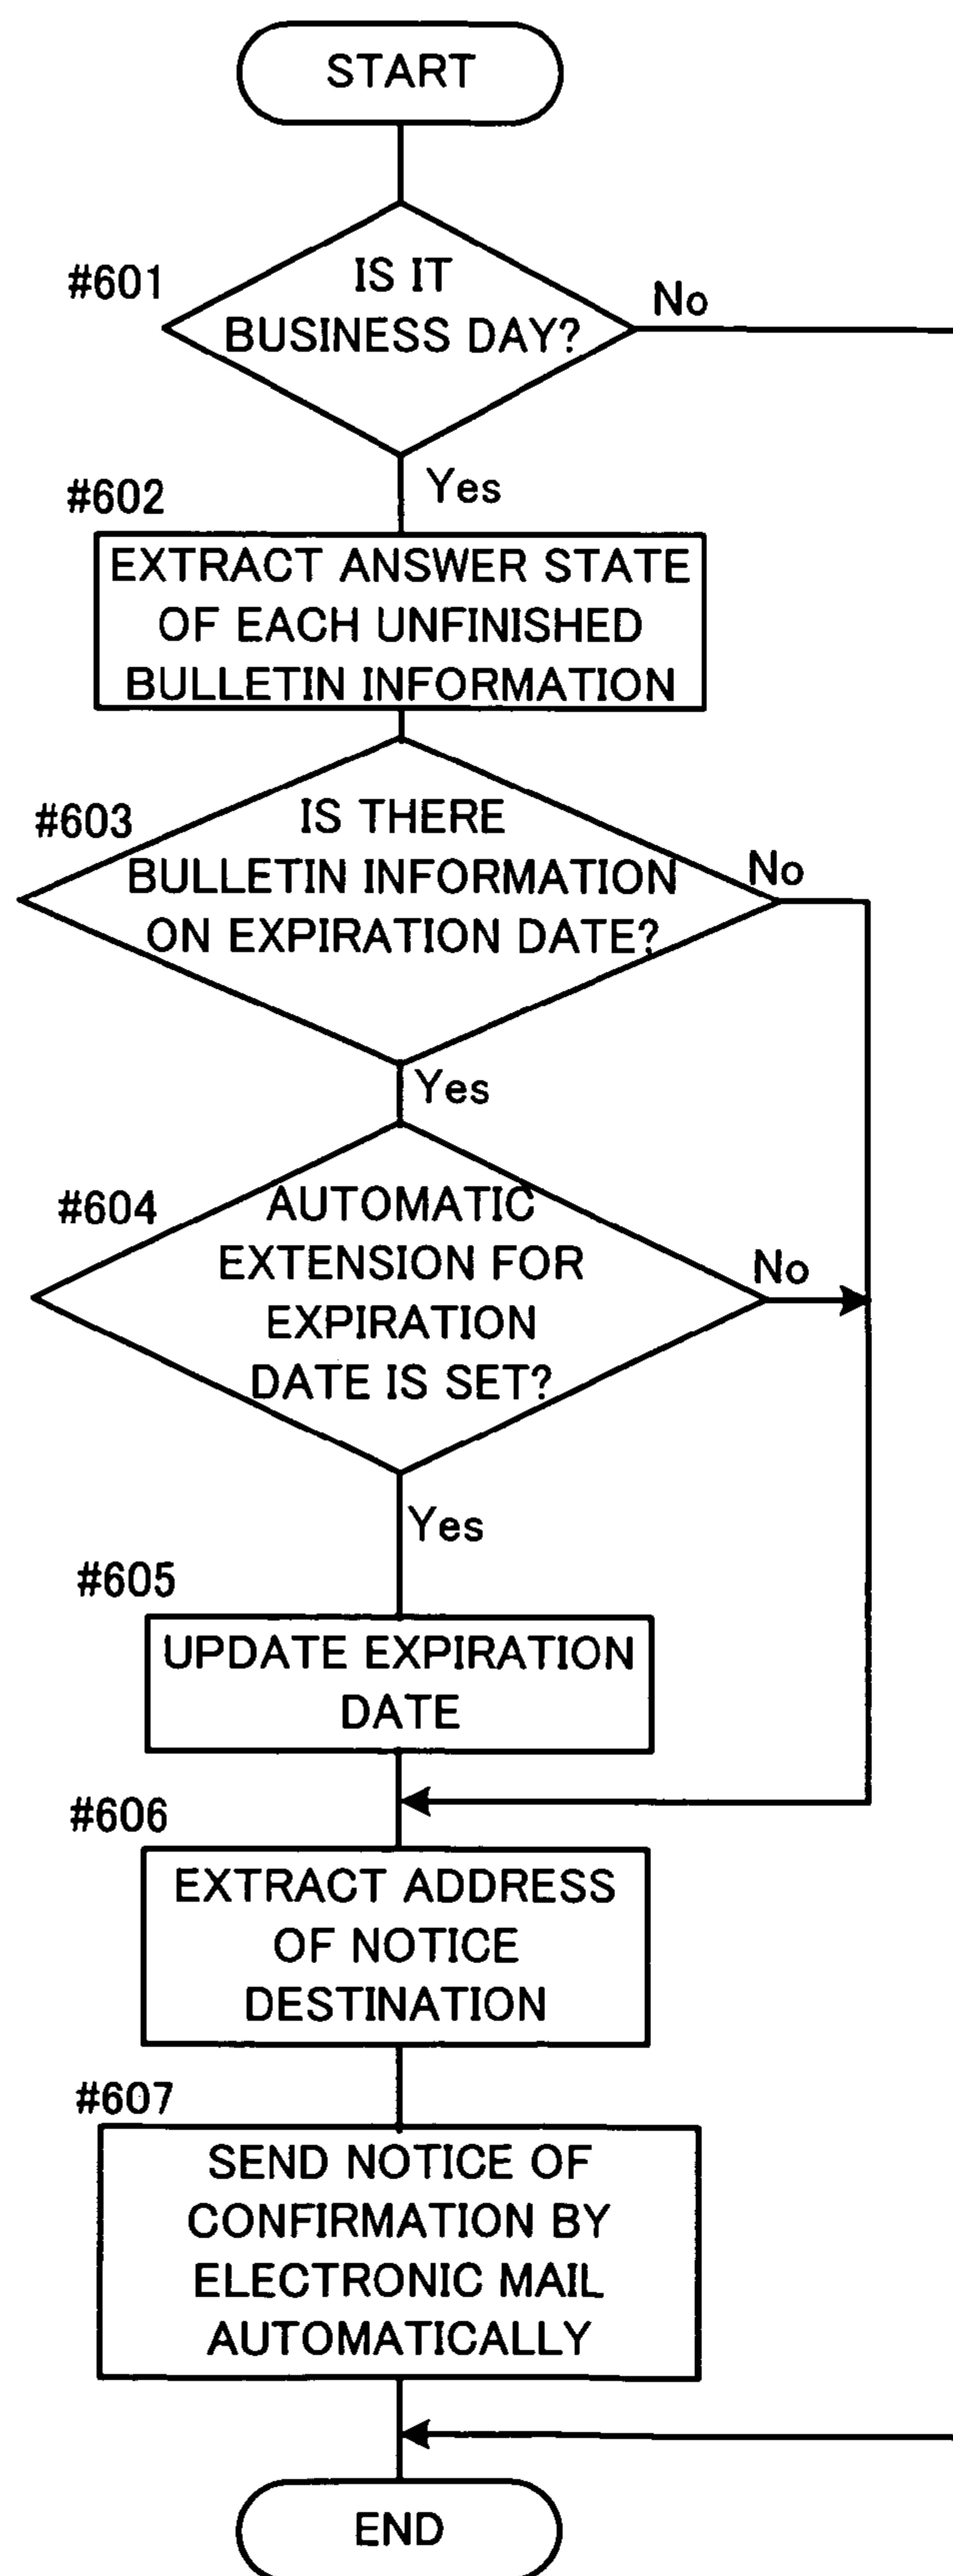 START
#601
IS IT
BUSINESS DAY?
No
Yes
#602
EXTRACT ANSWER STATE
OF EACH UNFINISHED
BULLETIN INFORMATION
#603
IS THERE
BULLETIN INFORMATION
ON EXPIRATION DATE?
No
Yes
#604
AUTOMATIC
EXTENSION FOR
EXPIRATION
DATE IS SET?
No
Yes
#605
UPDATE EXPIRATION
DATE
#606
EXTRACT ADDRESS
OF NOTICE
DESTINATION
#607
SEND NOTICE OF
CONFIRMATION BY
ELECTRONIC MAIL
AUTOMATICALLY
END